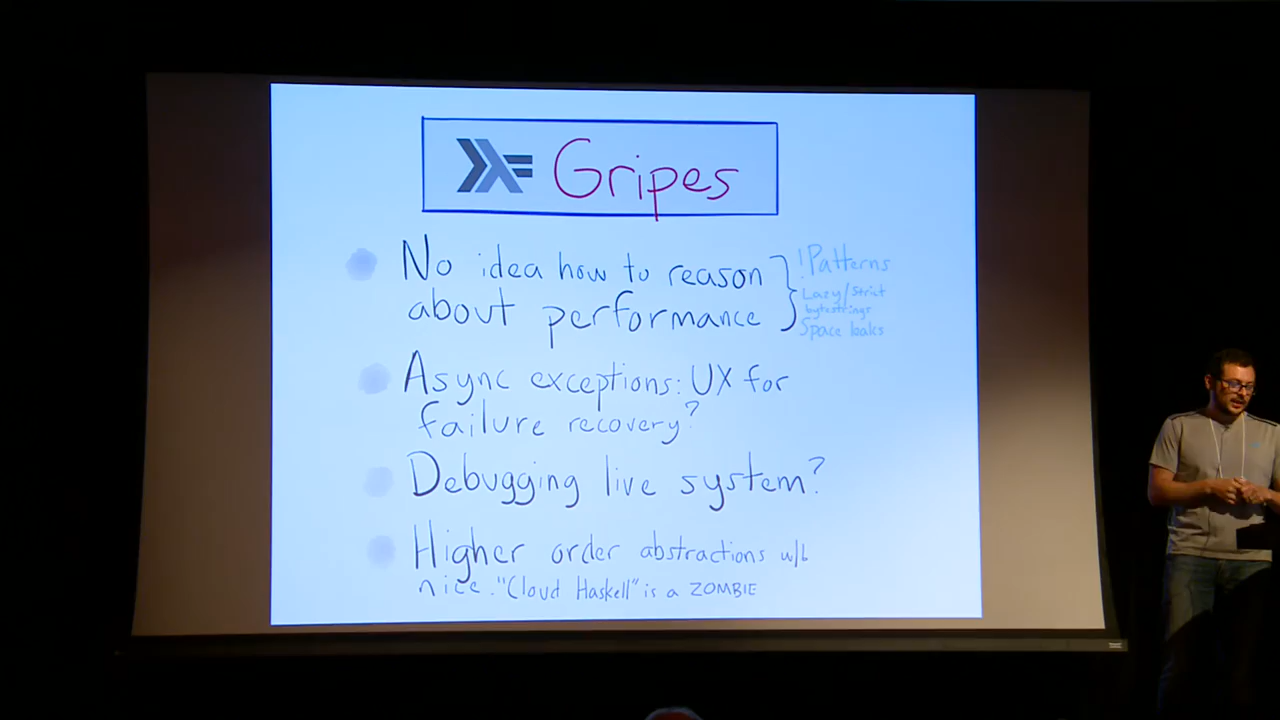 Gripes
No idea how to reason
about performance
!Patterns
Lazy/Strict
bytestrings
Space leaks
Async exceptions: UX for
failure recovery?
Debugging live system?
Higher order abstractions w/b
nice. "Cloud Haskell" is a ZOMBIE